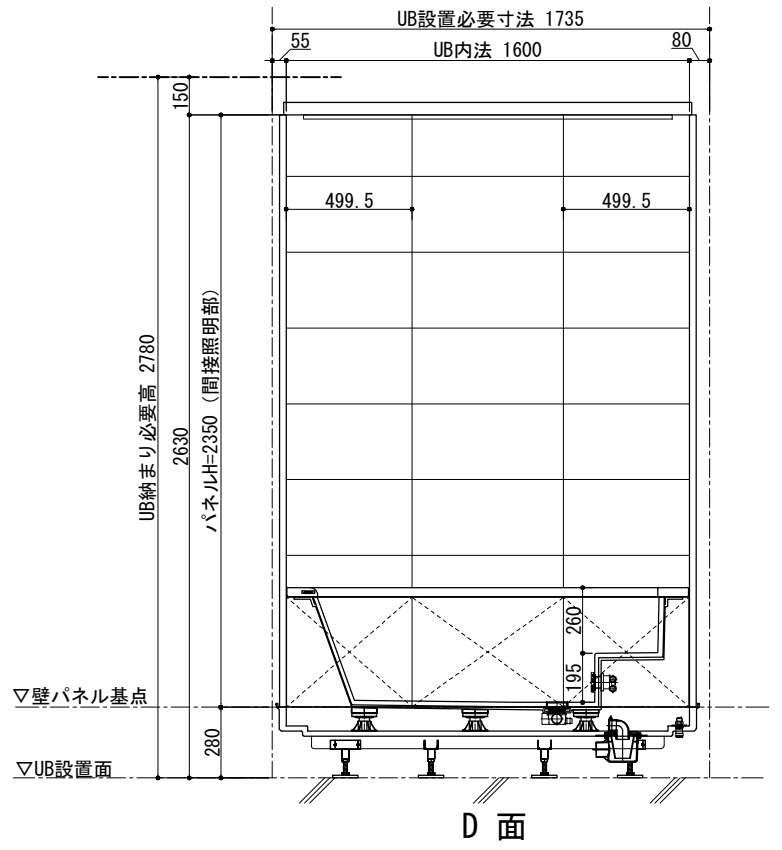 UB設置必要寸法 1735
55
UB内法 1600
80
150
499.5
499.5
UB納まり必要高 2780
2630
パネルH=2350 (間接照明部)
260
195
▽壁パネル基点
280
▽UB設置面
D 面